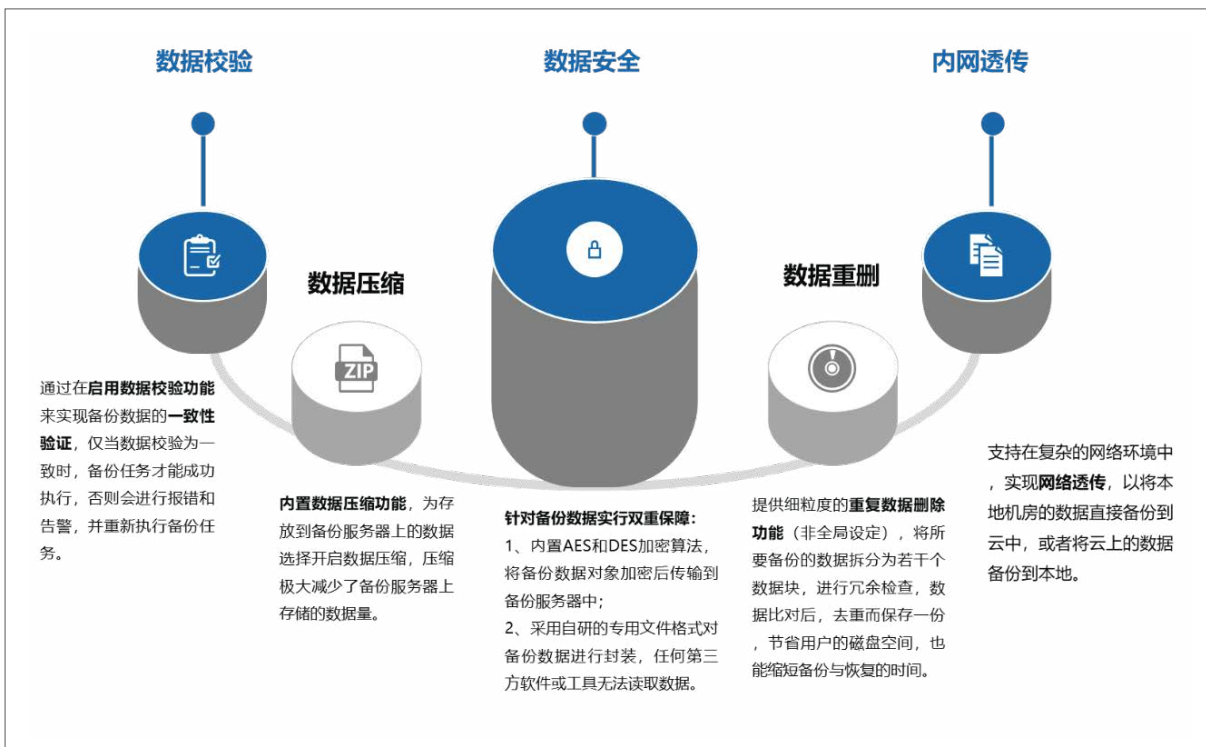 数据校验
通过在启用数据校验功能
来实现备份数据的一致性
验证，仅当数据校验为一
致时，备份任务才能成功
执行，否则会进行报错和
告警，并重新执行备份任
务。
数据压缩
ZIP
内置数据压缩功能，为存
放到备份服务器上的数据
选择开启数据压缩，压缩
极大减少了备份服务器上
存储的数据量。
数据安全
针对备份数据实行双重保障：
1、内置AES和DES加密算法，
将备份数据对象加密后传输到
备份服务器中；
2、采用自研的专用文件格式对
备份数据进行封装，任何第三
方软件或工具无法读取数据。
数据重删
提供细粒度的重复数据删除
功能（非全局设定），将所
要备份的数据拆分为若干个
数据块，进行冗余检查，数
据比对后，去重而保存一份
，节省用户的磁盘空间，也
能缩短备份与恢复的时间。
内网透传
支持在复杂的网络环境中
，实现网络透传，以将本
地机房的数据直接备份到
云中，或者将云上的数据
备份到本地。